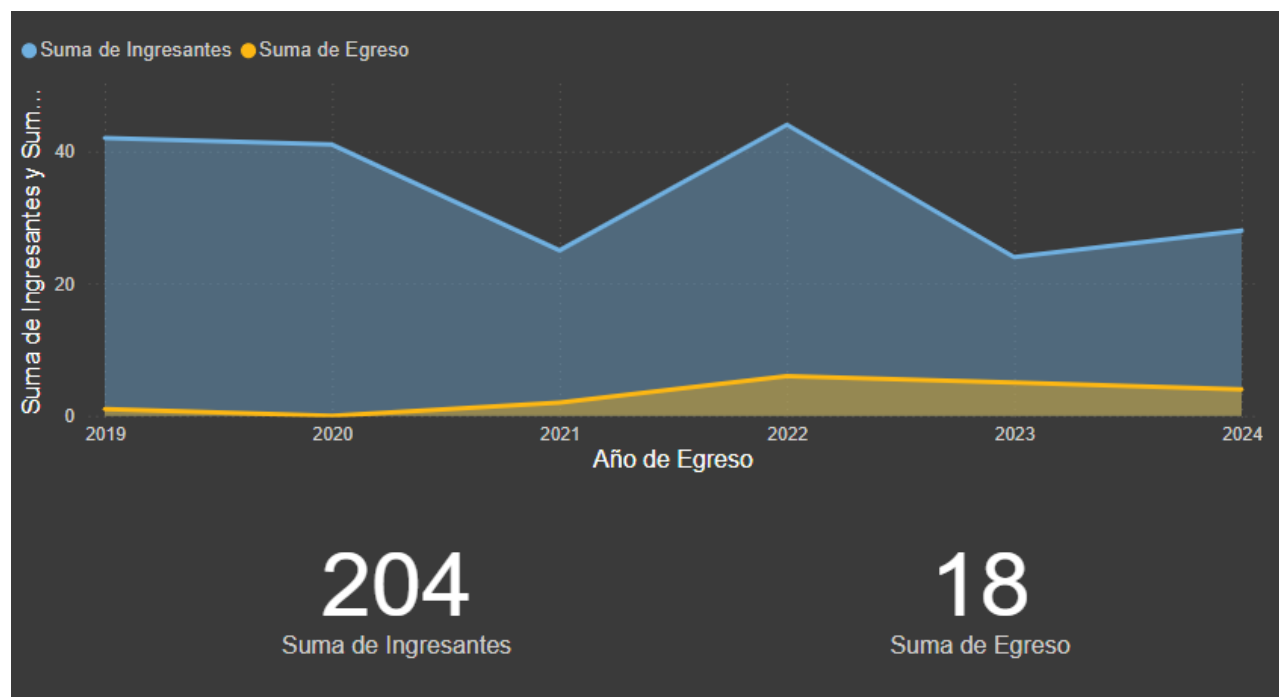 Suma de Ingresantes Suma de Egreso
Suma de Ingresantes y Sum...
40
20
0
2019 2020 2021 2022 2023 2024
Año de Egreso
204 18
Suma de Ingresantes Suma de Egreso